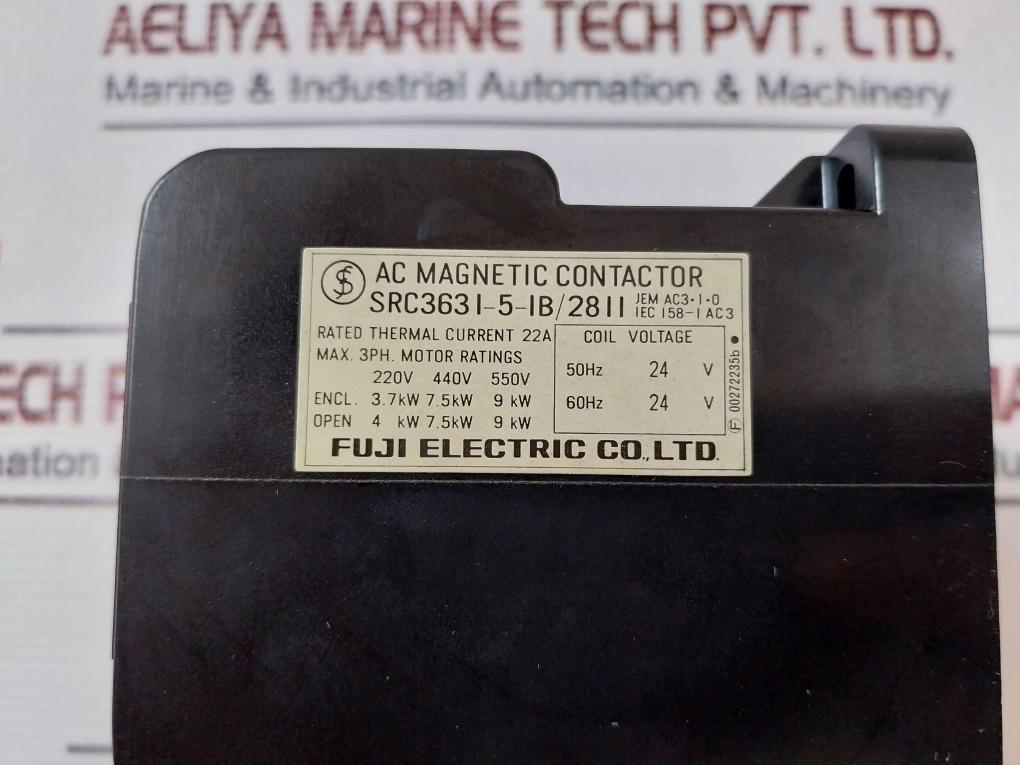 AELIYA MARINE TECH PVT. LTD.
Marine & Industrial Automation & Machinery
AC MAGNETIC CONTACTOR
SRC3631-5-1B/2811 JEM AC3·1·0
IEC 158-1 AC3
RATED THERMAL CURRENT 22A
MAX. 3PH. MOTOR RATINGS
220V 440V 550V
ENCL. 3.7kW 7.5kW 9 kW
OPEN 4 kW 7.5kW 9 kW
COIL VOLTAGE
50Hz 24 V
60Hz 24 V
Ⓕ 00272235b ●
FUJI ELECTRIC CO., LTD.
ECH P
ation &